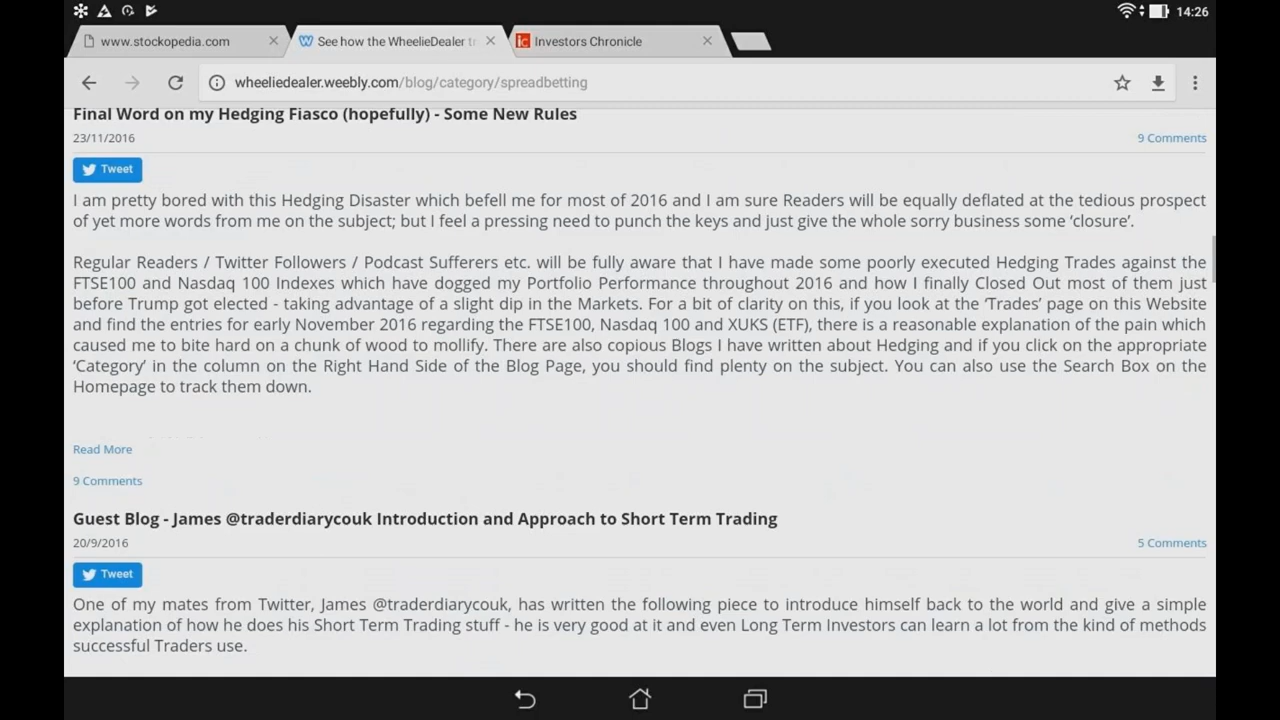 14:26
www.stockopedia.com
See how the WheelieDealer t
Investors Chronicle
wheeliedealer.weebly.com/blog/category/spreadbetting
Final Word on my Hedging Fiasco (hopefully) - Some New Rules
23/11/2016
9 Comments
Tweet
I am pretty bored with this Hedging Disaster which befell me for most of 2016 and I am sure Readers will be equally deflated at the tedious prospect
of yet more words from me on the subject; but I feel a pressing need to punch the keys and just give the whole sorry business some ‘closure’.
Regular Readers / Twitter Followers / Podcast Sufferers etc. will be fully aware that I have made some poorly executed Hedging Trades against the
FTSE100 and Nasdaq 100 Indexes which have dogged my Portfolio Performance throughout 2016 and how I finally Closed Out most of them just
before Trump got elected - taking advantage of a slight dip in the Markets. For a bit of clarity on this, if you look at the ‘Trades’ page on this Website
and find the entries for early November 2016 regarding the FTSE100, Nasdaq 100 and XUKS (ETF), there is a reasonable explanation of the pain which
caused me to bite hard on a chunk of wood to mollify. There are also copious Blogs I have written about Hedging and if you click on the appropriate
‘Category’ in the column on the Right Hand Side of the Blog Page, you should find plenty on the subject. You can also use the Search Box on the
Homepage to track them down.
Read More
9 Comments
Guest Blog - James @traderdiarycouk Introduction and Approach to Short Term Trading
20/9/2016
5 Comments
Tweet
One of my mates from Twitter, James @traderdiarycouk, has written the following piece to introduce himself back to the world and give a simple
explanation of how he does his Short Term Trading stuff - he is very good at it and even Long Term Investors can learn a lot from the kind of methods
successful Traders use.